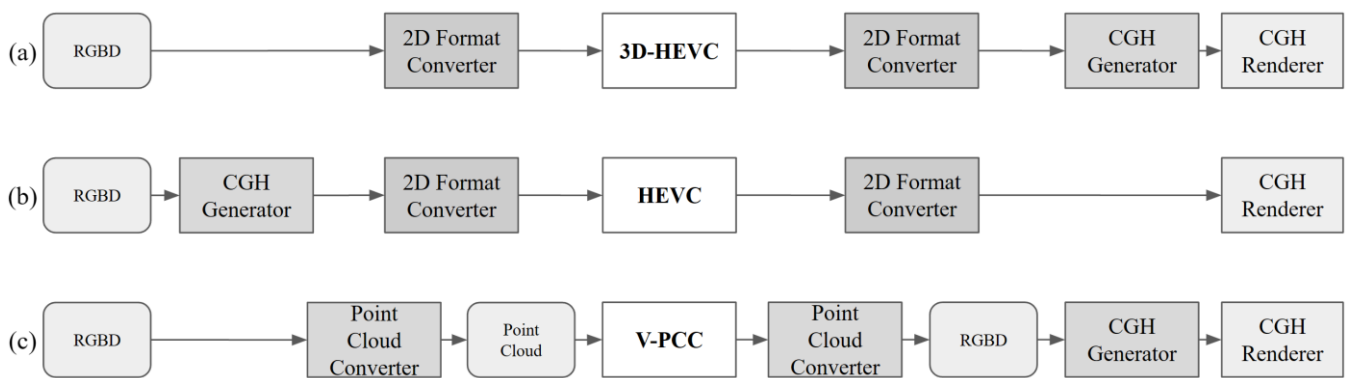 (a)
RGBD
2D Format
Converter
3D-HEVC
2D Format
Converter
CGH
Generator
CGH
Renderer
(b)
RGBD
CGH
Generator
2D Format
Converter
HEVC
2D Format
Converter
CGH
Renderer
(c)
RGBD
Point
Cloud
Converter
Point
Cloud
V-PCC
Point
Cloud
Converter
RGBD
CGH
Generator
CGH
Renderer